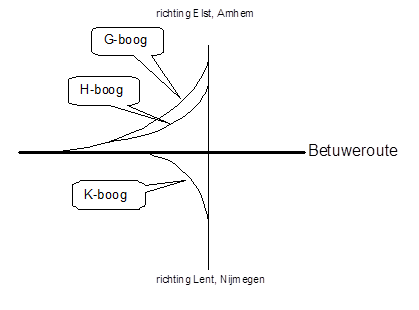 richting Elst, Arnhem
G-boog
H-boog
Betuweroute
K-boog
richting Lent, Nijmegen